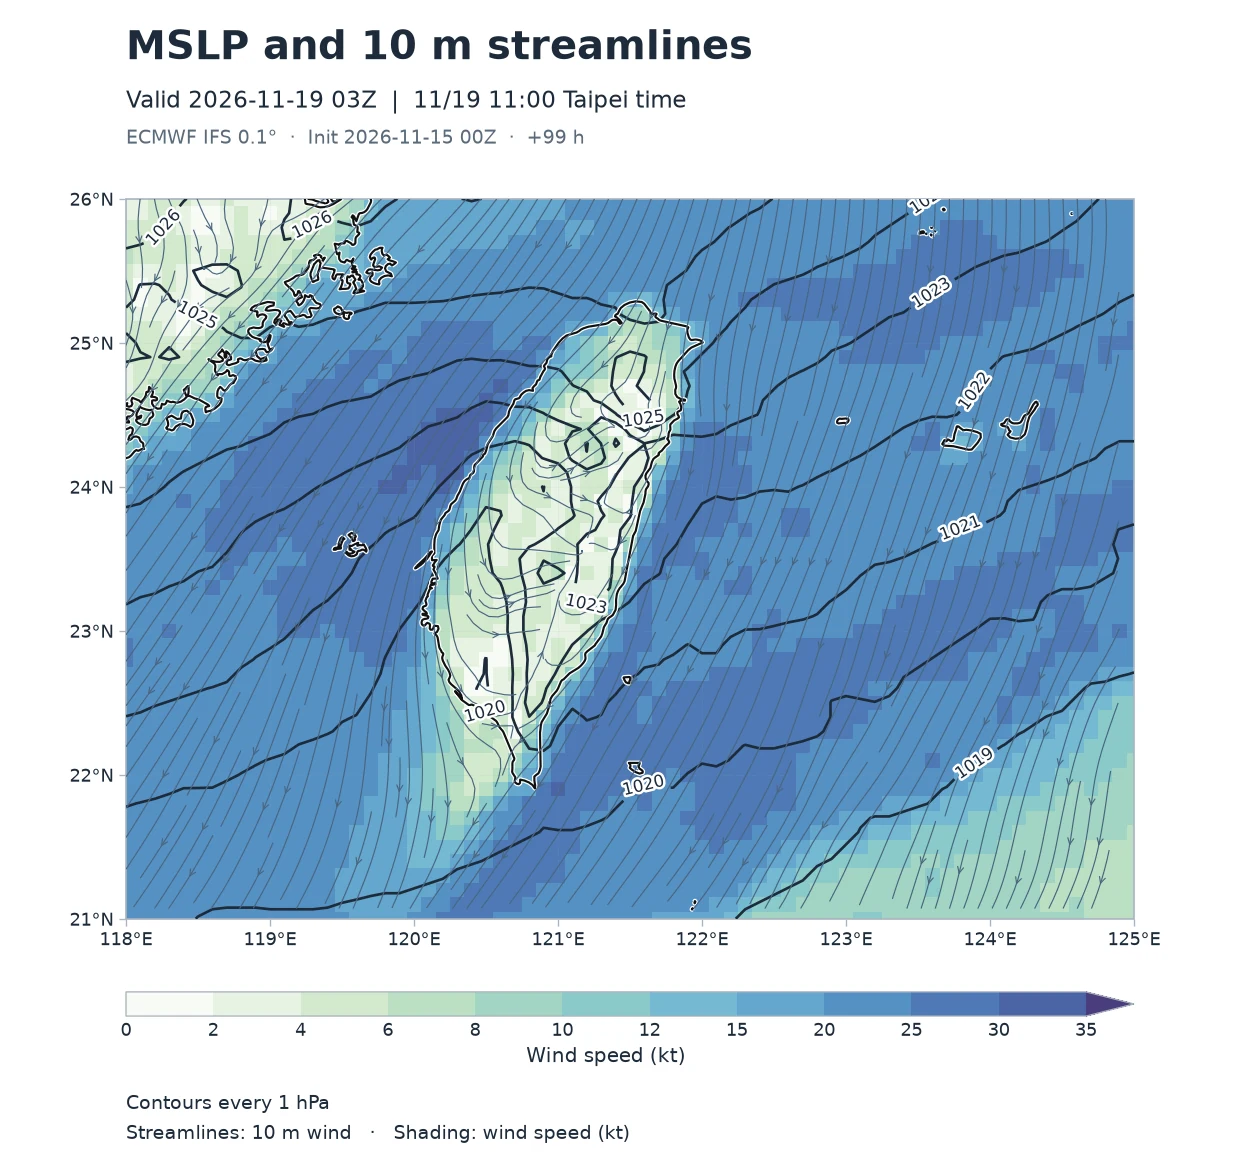 MSLP and 10 m streamlines
Valid 2026-11-19 03Z | 11/19 11:00 Taipei time
ECMWF IFS 0.1° · Init 2026-11-15 00Z · +99 h
26°N
25°N
24°N
23°N
22°N
21°N
1026
1026
1025
1023
1022
1025
1021
1023
1020
1019
1020
118°E 119°E 120°E 121°E 122°E 123°E 124°E 125°E
0 2 4 6 8 10 12 15 20 25 30 35
Wind speed (kt)
Contours every 1 hPa
Streamlines: 10 m wind · Shading: wind speed (kt)